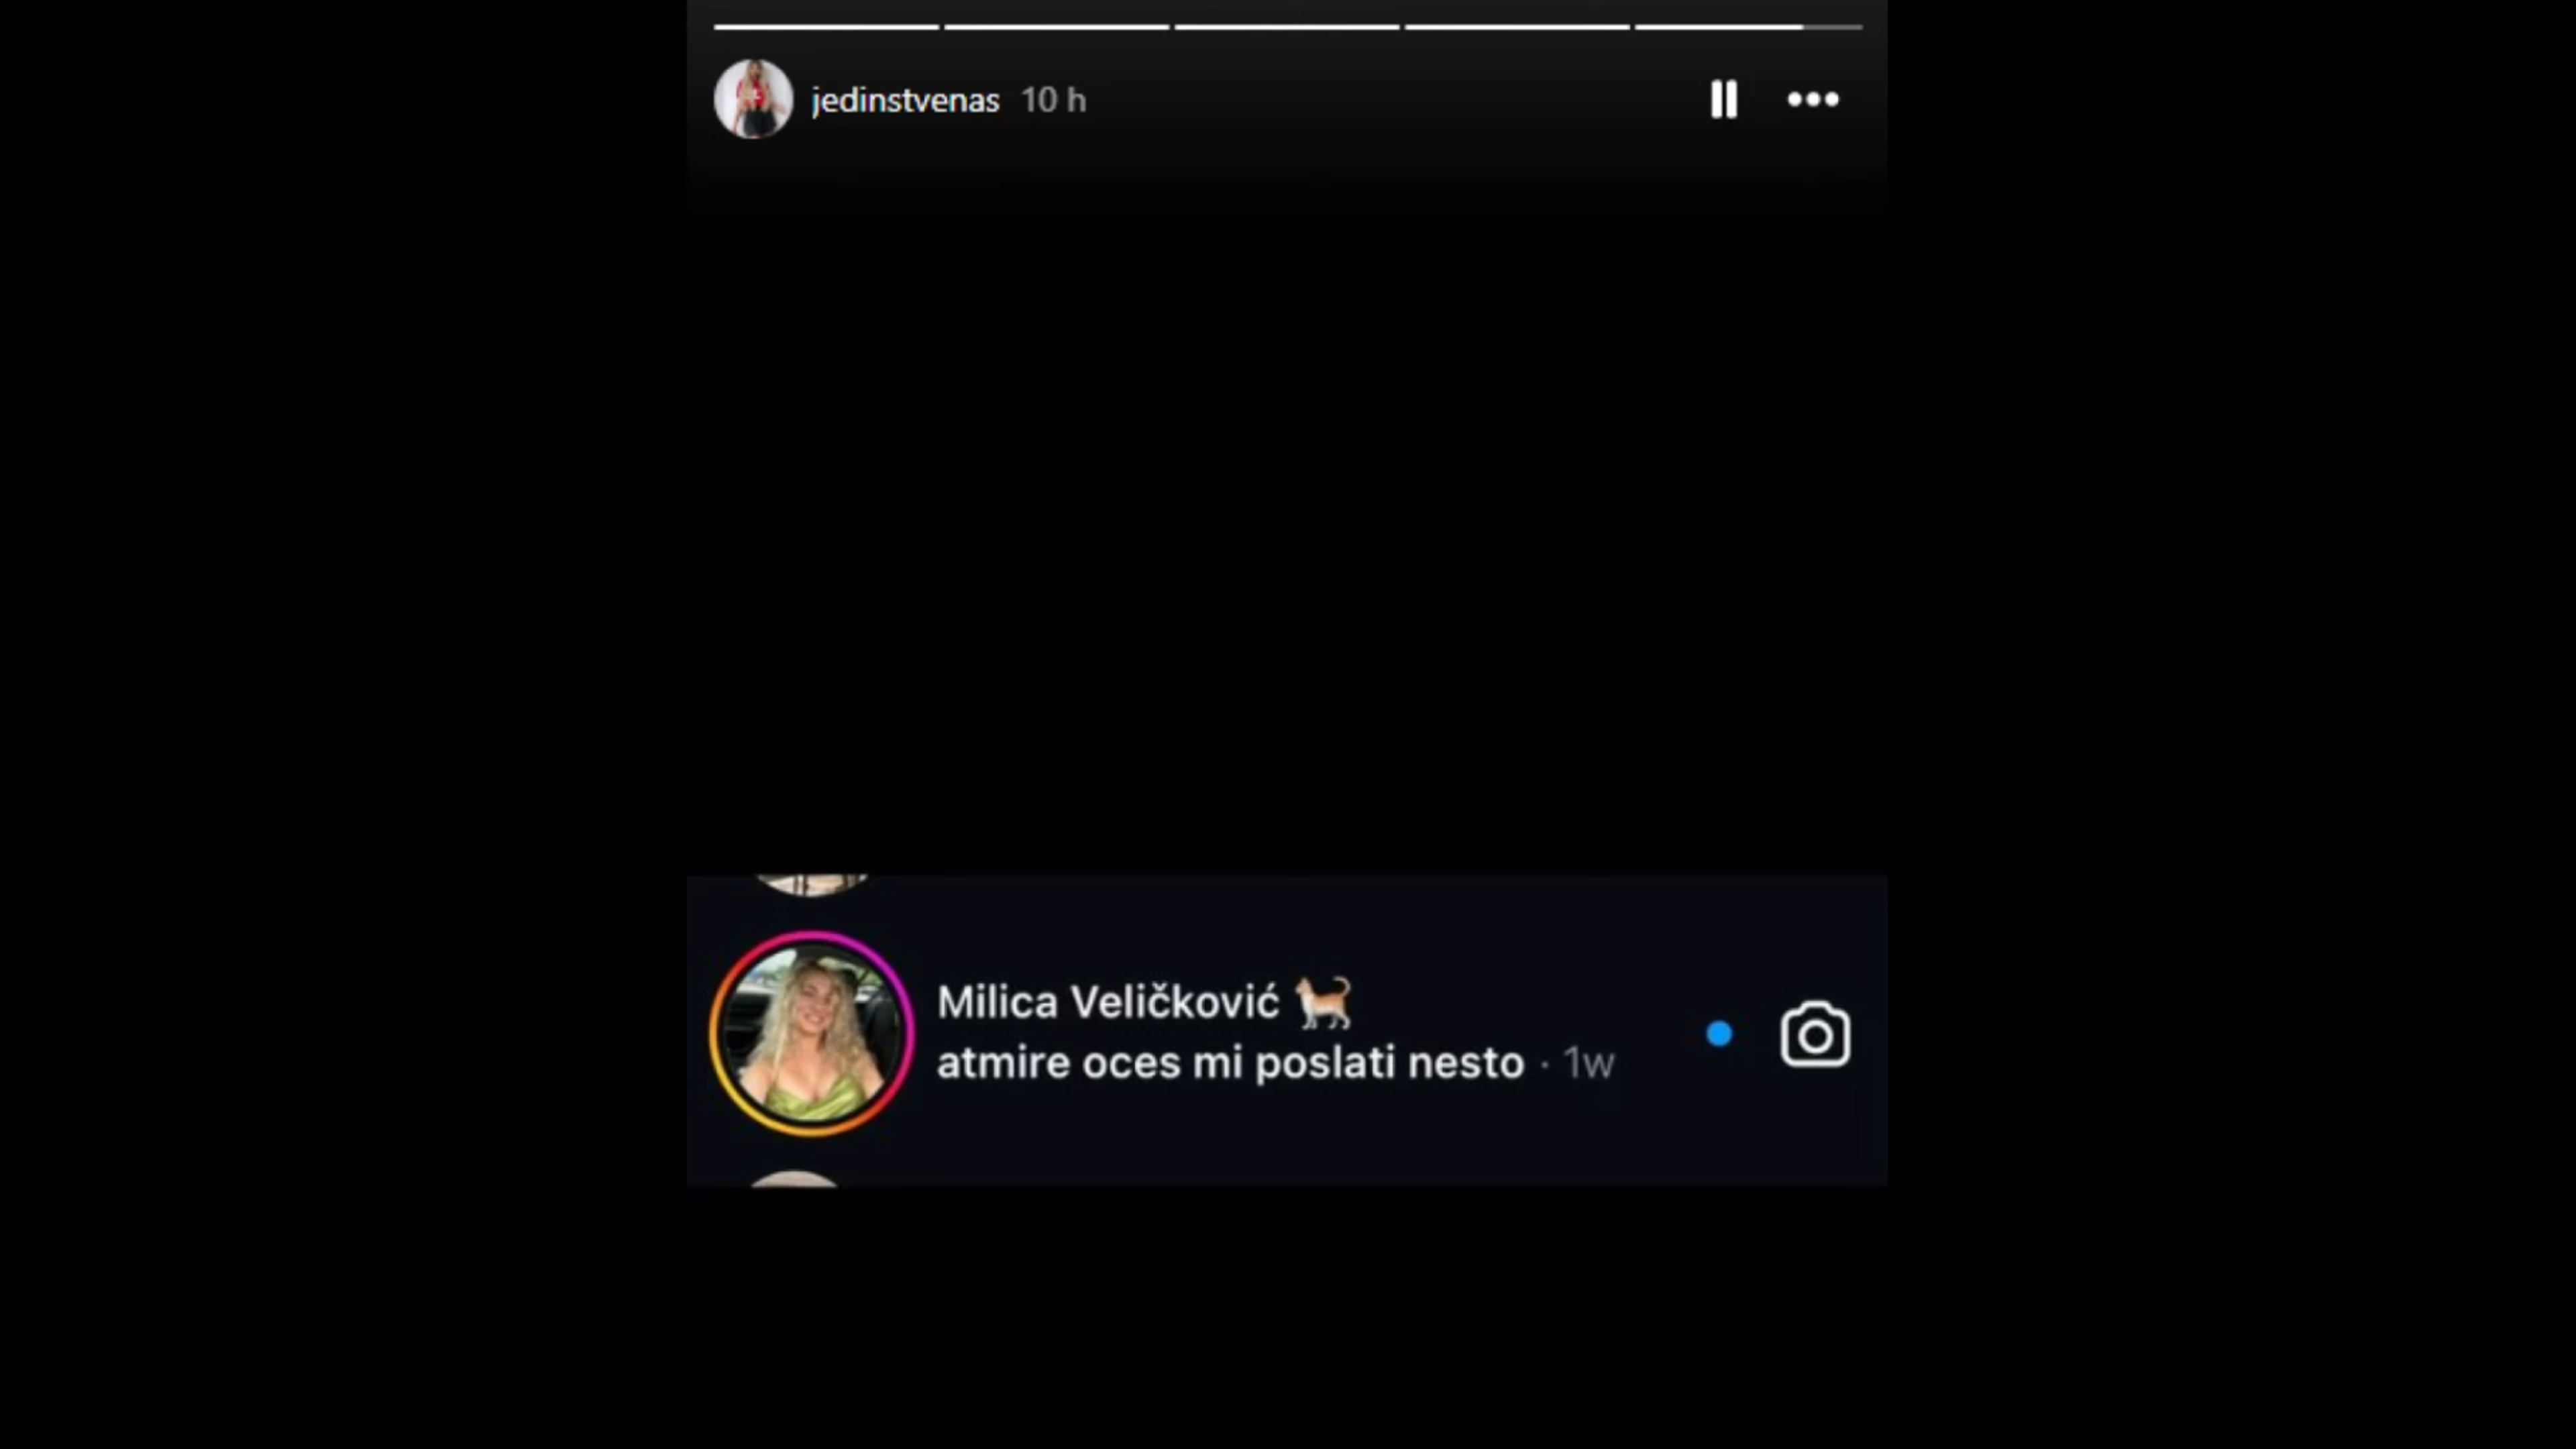 jedinstvenas 10 h
Milica Veličković 🐈
atmire oces mi poslati nesto · 1w